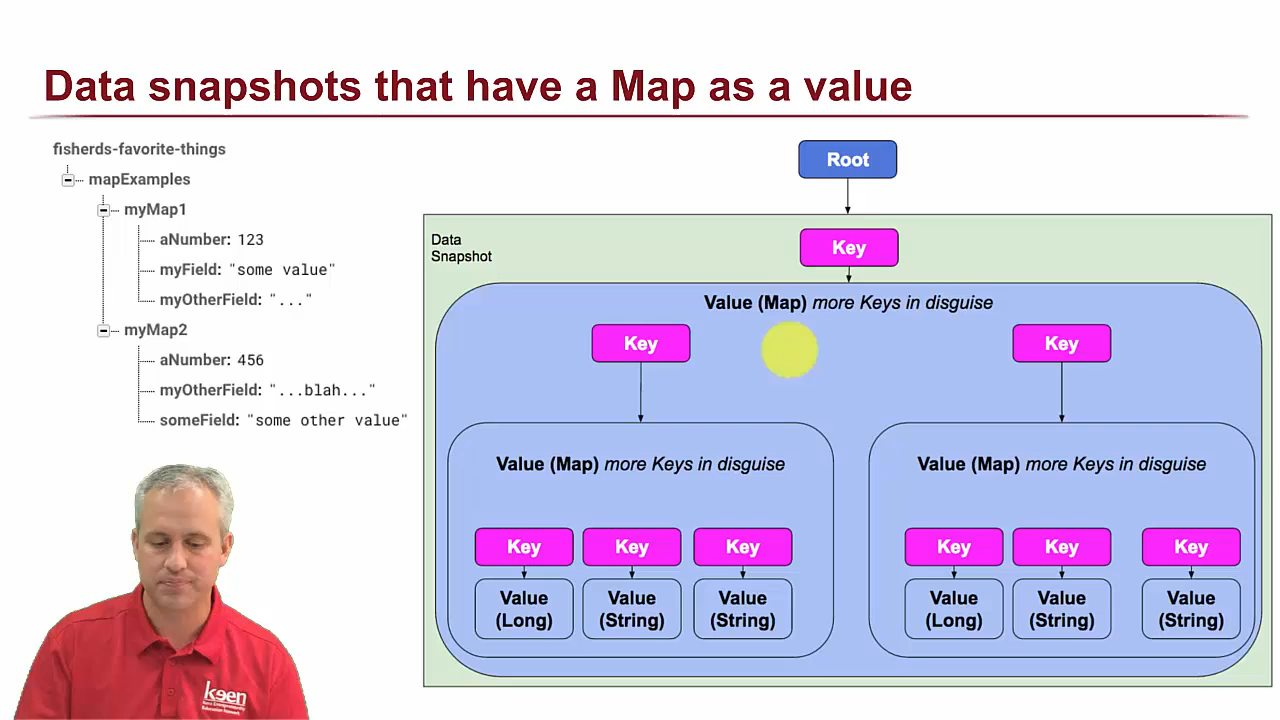 Data snapshots that have a Map as a value
fisherds-favorite-things
mapExamples
myMap1
aNumber: 123
myField: "some value"
myOtherField: "..."
myMap2
aNumber: 456
myOtherField: "...blah..."
someField: "some other value"
Root
Data
Snapshot
Key
Value (Map) more Keys in disguise
Key
Key
Value (Map) more Keys in disguise
Value (Map) more Keys in disguise
Key
Key
Key
Key
Key
Key
Value
(Long)
Value
(String)
Value
(String)
Value
(Long)
Value
(String)
Value
(String)
keen